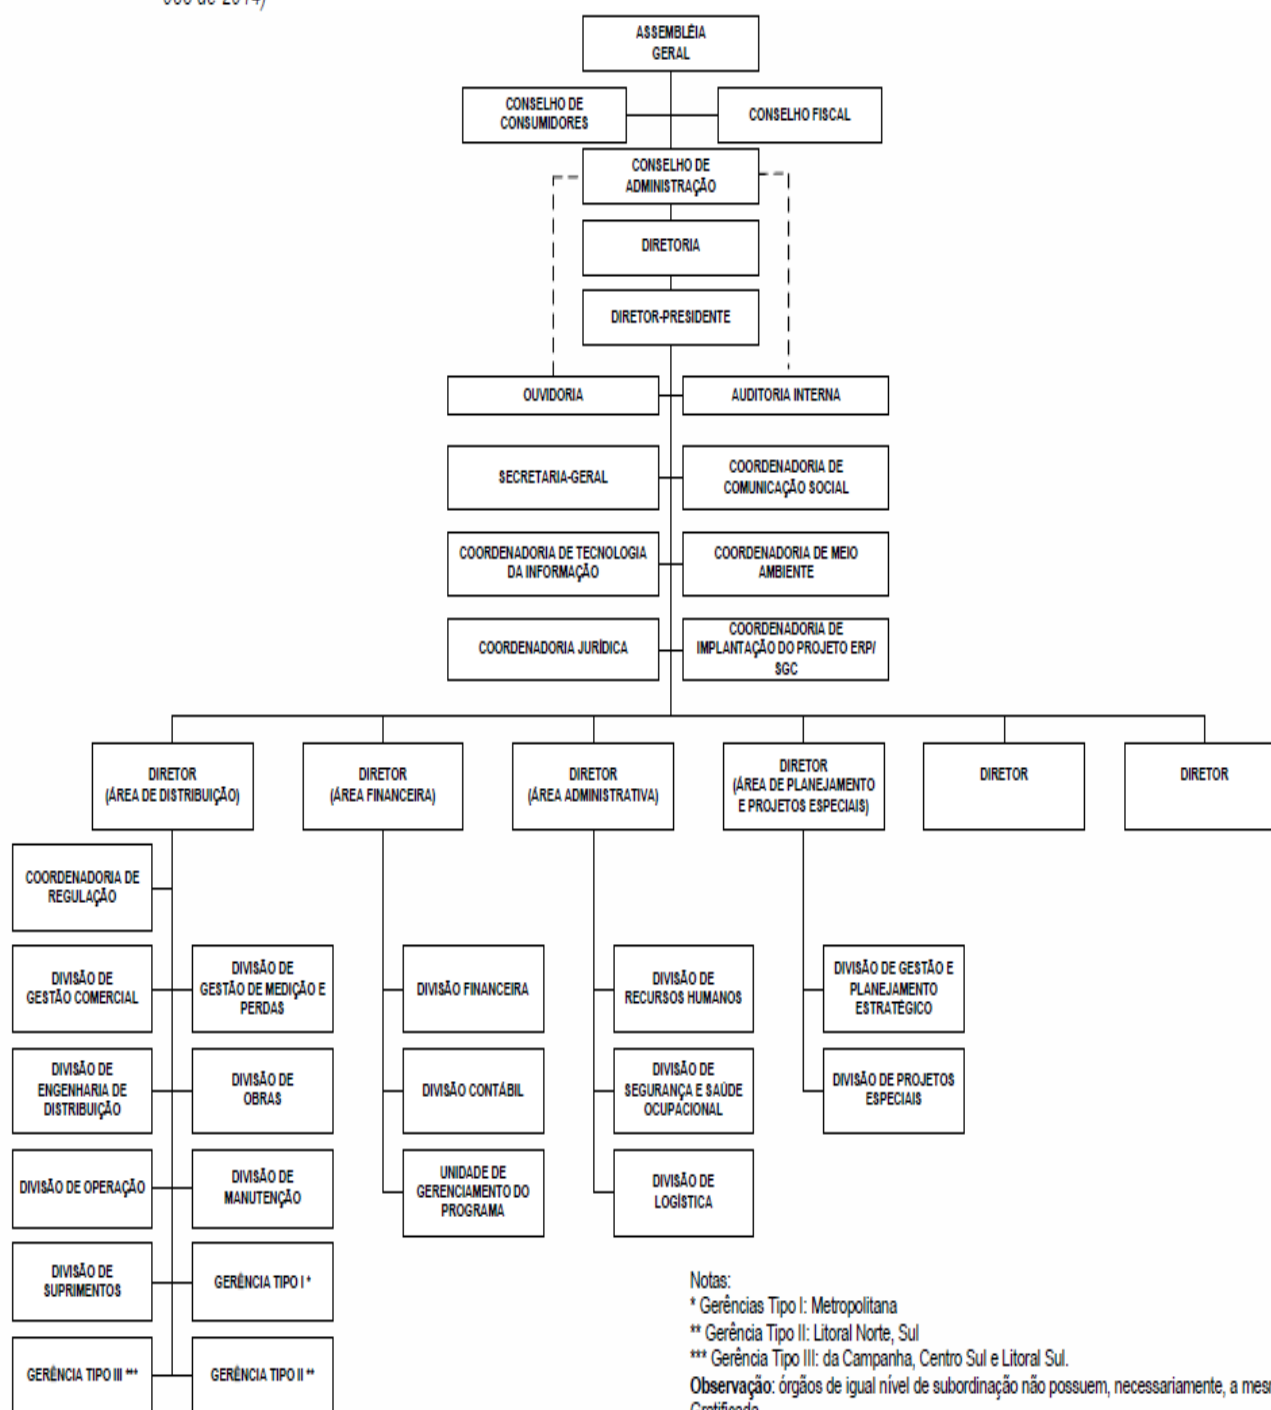 ASSEMBLÉIA
GERAL
CONSELHO DE
CONSUMIDORES
CONSELHO FISCAL
CONSELHO DE
ADMINISTRAÇÃO
DIRETORIA
DIRETOR-PRESIDENTE
OUVIDORIA
AUDITORIA INTERNA
SECRETARIA-GERAL
COORDENADORIA DE
COMUNICAÇÃO SOCIAL
COORDENADORIA DE TECNOLOGIA
DA INFORMAÇÃO
COORDENADORIA DE MEIO
AMBIENTE
COORDENADORIA JURÍDICA
COORDENADORIA DE
IMPLANTAÇÃO DO PROJETO ERP/
SGC
DIRETOR
(ÁREA DE DISTRIBUIÇÃO)
DIRETOR
(ÁREA FINANCEIRA)
DIRETOR
(ÁREA ADMINISTRATIVA)
DIRETOR
(ÁREA DE PLANEJAMENTO
E PROJETOS ESPECIAIS)
DIRETOR
DIRETOR
COORDENADORIA DE
REGULAÇÃO
DIVISÃO DE
GESTÃO COMERCIAL
DIVISÃO DE
GESTÃO DE MEDIÇÃO E
PERDAS
DIVISÃO FINANCEIRA
DIVISÃO DE
RECURSOS HUMANOS
DIVISÃO DE GESTÃO E
PLANEJAMENTO
ESTRATÉGICO
DIVISÃO DE
ENGENHARIA DE
DISTRIBUIÇÃO
DIVISÃO DE
OBRAS
DIVISÃO CONTÁBIL
DIVISÃO DE
SEGURANÇA E SAÚDE
OCUPACIONAL
DIVISÃO DE PROJETOS
ESPECIAIS
DIVISÃO DE OPERAÇÃO
DIVISÃO DE
MANUTENÇÃO
UNIDADE DE
GERENCIAMENTO DO
PROGRAMA
DIVISÃO DE
LOGÍSTICA
DIVISÃO DE
SUPRIMENTOS
GERÊNCIA TIPO I *
GERÊNCIA TIPO III ***
GERÊNCIA TIPO II **
Notas:
* Gerências Tipo I: Metropolitana
** Gerência Tipo II: Litoral Norte, Sul
*** Gerência Tipo III: da Campanha, Centro Sul e Litoral Sul.
Observação: órgãos de igual nível de subordinação não possuem, necessariamente, a